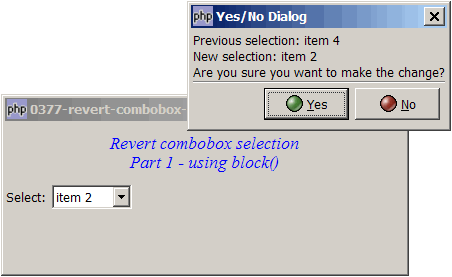 php Yes/No Dialog
Previous selection: item 4
New selection: item 2
Are you sure you want to make the change?
Yes No
php 0377-revert-combobox-
Revert combobox selection
Part 1 - using block()
Select: item 2